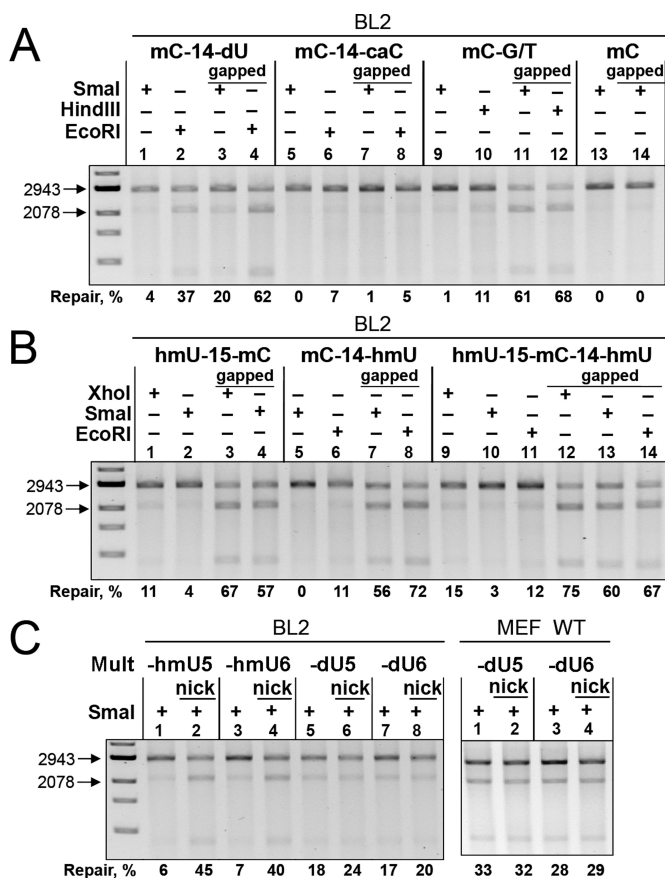 A
BL2
mC-14-dU mC-14-caC mC-G/T mC
gapped gapped gapped gapped
SmaI + – + – + – + – + – + – + +
HindIII – – – – – – – – – + – + – –
EcoRI – + – + – + – + – – – – – –
1 2 3 4 5 6 7 8 9 10 11 12 13 14
2943
2078
Repair, % 4 37 20 62 0 7 1 5 1 11 61 68 0 0
B
BL2
hmU-15-mC mC-14-hmU hmU-15-mC-14-hmU
gapped gapped gapped
XhoI + – + – – – – – + – – + – –
SmaI – + – + + – + – – + – – + –
EcoRI – – – – – + – + – – + – – +
1 2 3 4 5 6 7 8 9 10 11 12 13 14
2943
2078
Repair, % 11 4 67 57 0 11 56 72 15 3 12 75 60 67
C
BL2 MEF WT
Mult -hmU5 -hmU6 -dU5 -dU6 -dU5 -dU6
nick nick nick nick nick nick
SmaI + + + + + + + + + + + +
1 2 3 4 5 6 7 8 1 2 3 4
2943
2078
Repair, % 6 45 7 40 18 24 17 20 33 32 28 29